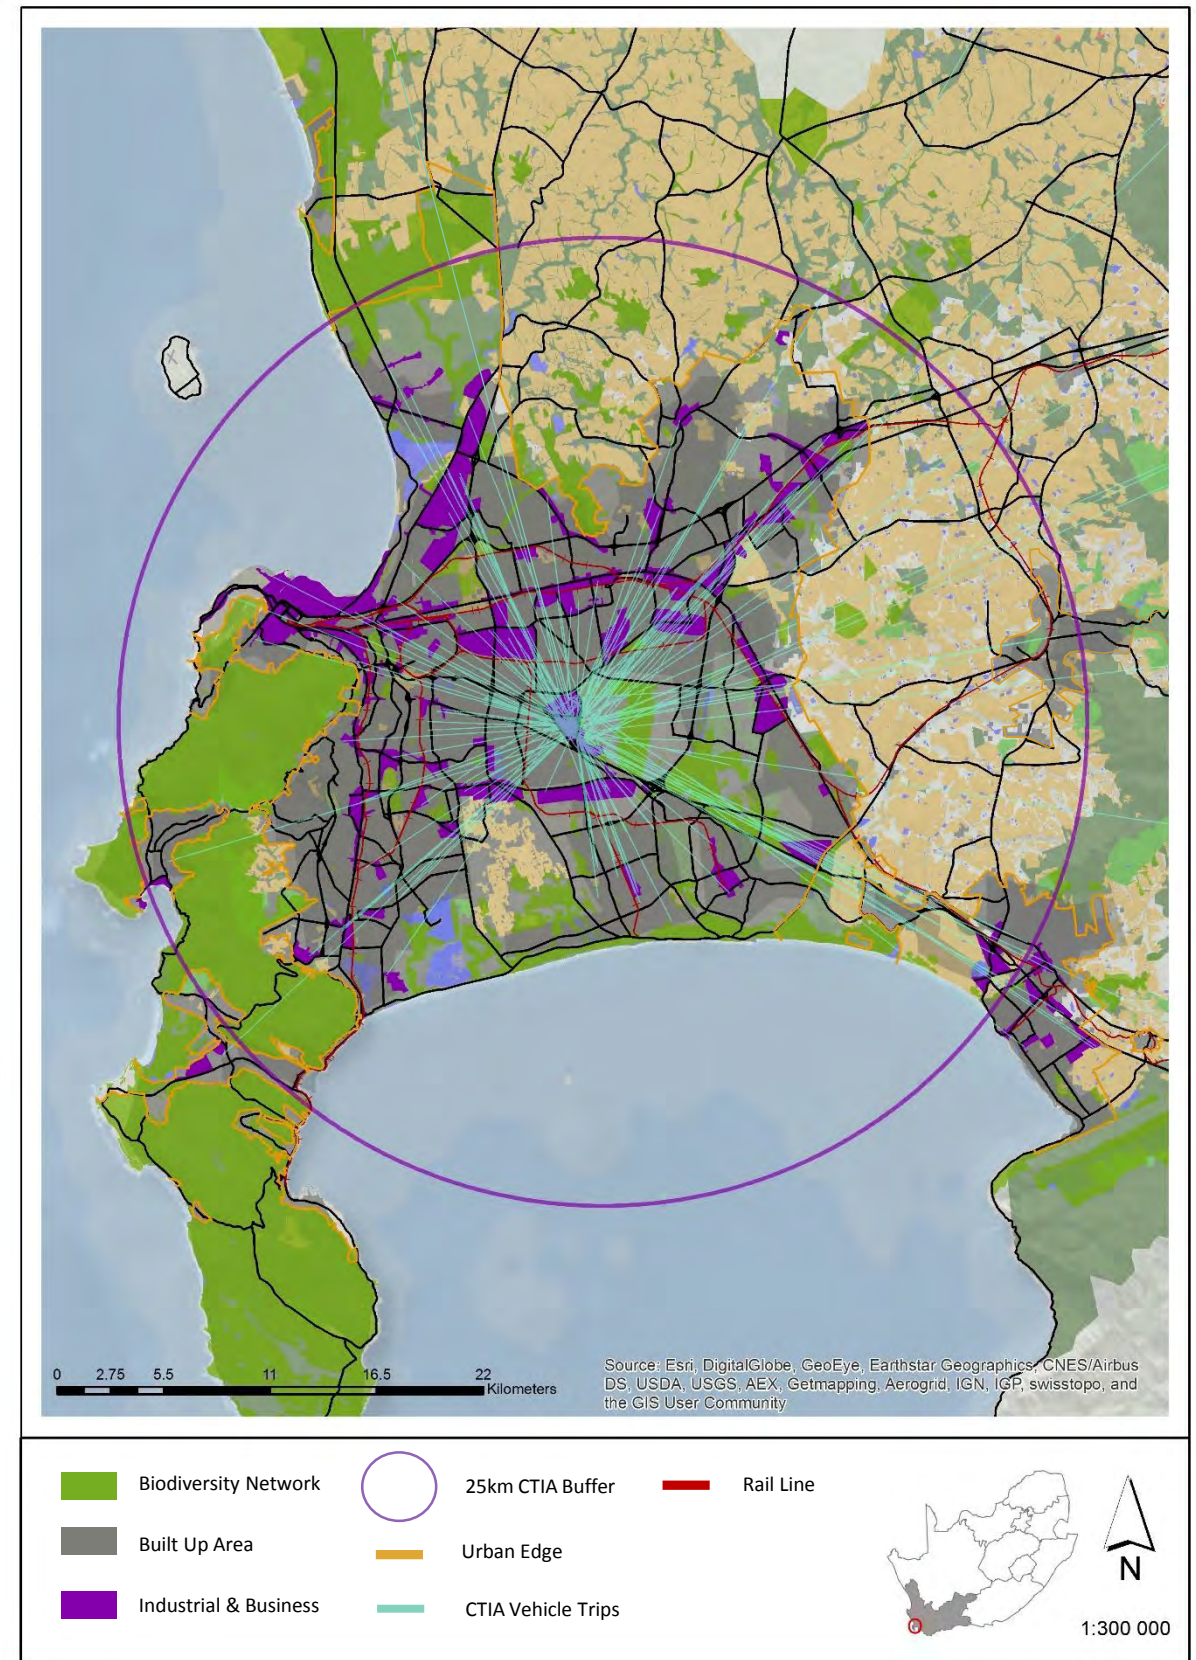 0 2.75 5.5 11 16.5 22
Kilometers
Source: Esri, DigitalGlobe, GeoEye, Earthstar Geographics, CNES/Airbus
DS, USDA, USGS, AEX, Getmapping, Aerogrid, IGN, IGP, swisstopo, and
the GIS User Community
Biodiversity Network
25km CTIA Buffer
Rail Line
Built Up Area
Urban Edge
Industrial & Business
CTIA Vehicle Trips
N
1:300 000